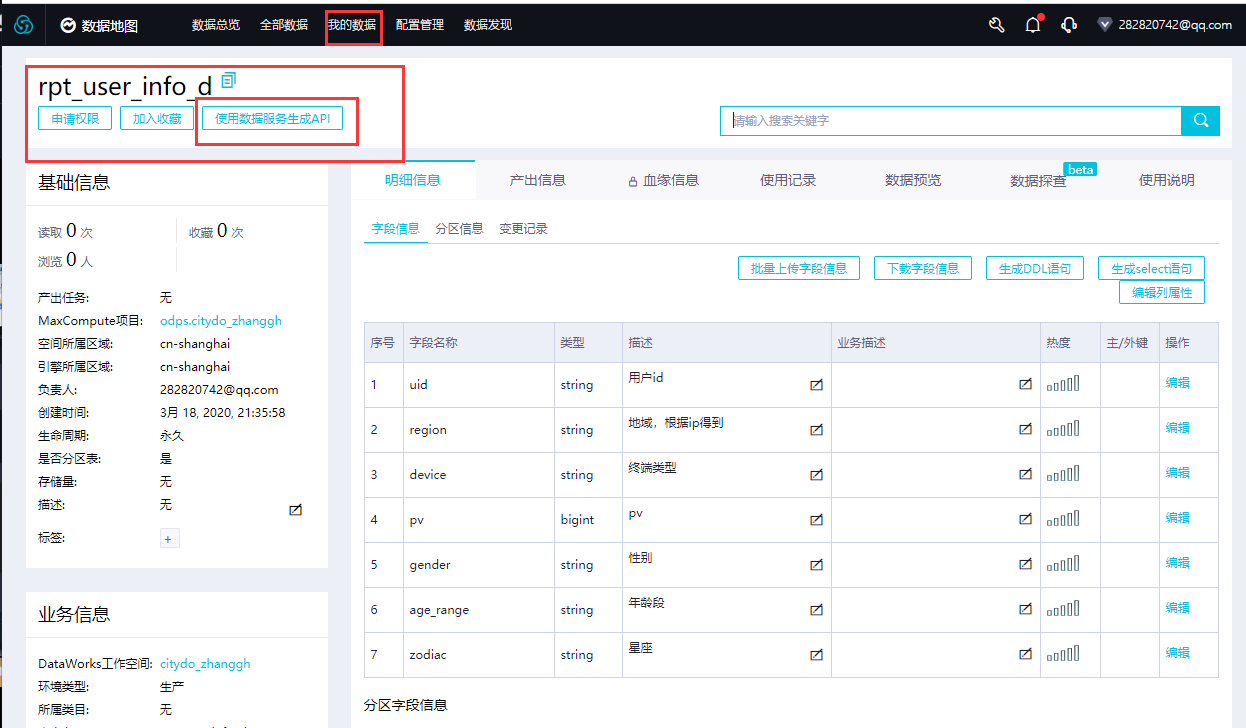 数据地图 数据总览 全部数据 我的数据 配置管理 数据发现 282820742@qq.com
rpt_user_info_d
申请权限 加入收藏 使用数据服务生成API
请输入搜索关键字
基础信息
读取 0 次 收藏 0 次
浏览 0 人
产出任务: 无
MaxCompute项目: odps.citydo_zhanggh
空间所属区域: cn-shanghai
引擎所属区域: cn-shanghai
负责人: 282820742@qq.com
创建时间: 3月 18, 2020, 21:35:58
生命周期: 永久
是否分区表: 是
存储量: 无
描述: 无
标签: +
业务信息
DataWorks工作空间: citydo_zhanggh
环境类型: 生产
所属类目: 无
明细信息 产出信息 血缘信息 使用记录 数据预览 数据探查 beta 使用说明
字段信息 分区信息 变更记录
批量上传字段信息 下载字段信息 生成DDL语句 生成select语句
编辑列属性
序号 字段名称 类型 描述 业务描述 热度 主/外键 操作
1 uid string 用户id 编辑
2 region string 地域，根据ip得到 编辑
3 device string 终端类型 编辑
4 pv bigint pv 编辑
5 gender string 性别 编辑
6 age_range string 年龄段 编辑
7 zodiac string 星座 编辑
分区字段信息